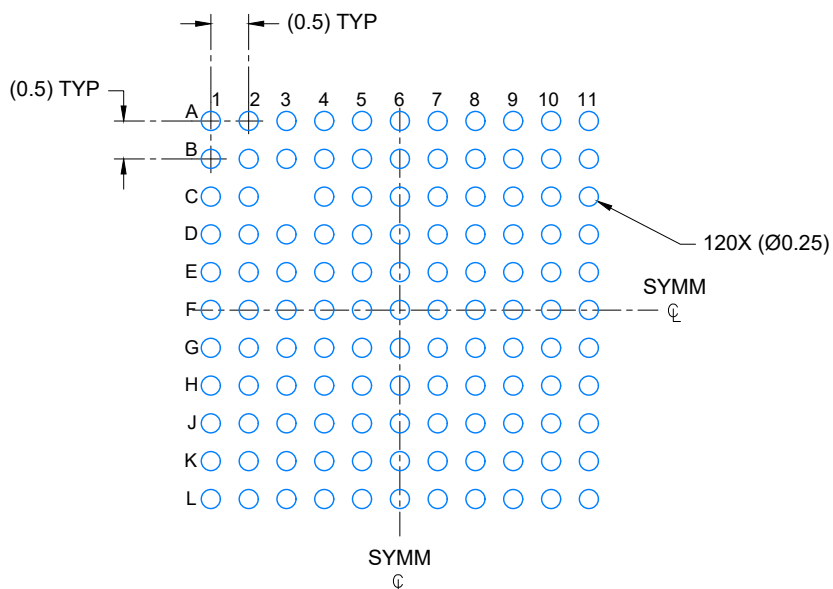 (0.5) TYP
(0.5) TYP
1 2 3 4 5 6 7 8 9 10 11
A
B
C
D
120X (Ø0.25)
E
SYMM
℄
F
G
H
J
K
L
SYMM
℄